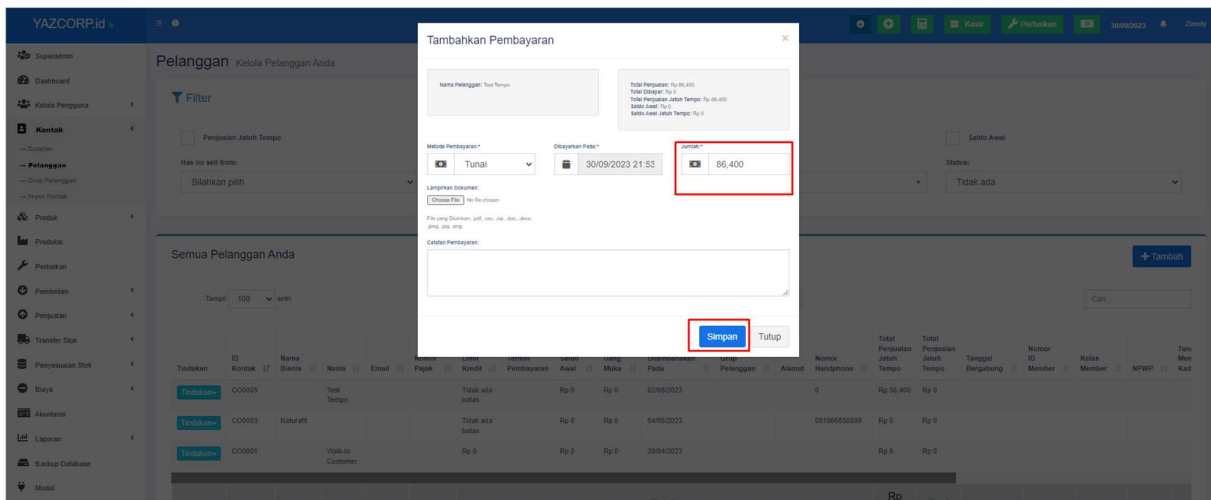 YAZCORP.id
Kasir
Perbaikan
30/09/2023
Superadmin
Dashboard
Kelola Pengguna
Kontak
Supplier
Pelanggan
Grup Pelanggan
Impor Kontak
Produk
Produksi
Perbaikan
Pembelian
Penjualan
Transfer Stok
Penyesuaian Stok
Biaya
Akuntansi
Laporan
Backup Database
Modul
Pelanggan Kelola Pelanggan Anda
Filter
Penjualan Jatuh Tempo
Saldo Awal
Has no sell from:
Status:
Silahkan pilih
Tidak ada
Tambahkan Pembayaran
×
Nama Pelanggan: Test Tempo
Total Penjualan: Rp 86,400
Total Dibayar: Rp 0
Total Penjualan Jatuh Tempo: Rp 86,400
Saldo Awal: Rp 0
Saldo Awal Jatuh Tempo: Rp 0
Metode Pembayaran:*
Dibayarkan Pada:*
Jumlah:*
Tunai
30/09/2023 21:53
86,400
Lampirkan Dokumen:
Choose File No file chosen
File yang Diizinkan: .pdf, .csv, .zip, .doc, .docx,
.jpeg, .jpg, .png
Catatan Pembayaran:
Simpan
Tutup
Semua Pelanggan Anda
+ Tambah
Tampil 100 entri
Cari ...
Tindakan
ID Kontak
Nama Bisnis
Nama
Email
Nomor Pajak
Limit Kredit
Pembayaran
Saldo Awal
Uang Muka
Ditambahkan Pada
Grup Pelanggan
Alamat
Nomor Handphone
Total Penjualan Jatuh Tempo
Total Penjualan Jatuh Tempo
Tanggal Bergabung
Nomor ID Member
Kelas Member
NPWP
Tindakan CO0005 Test Tempo Tidak ada batas Rp 0 Rp 0 02/08/2023 0 Rp 0
Tindakan CO0003 Naturafit Tidak ada batas Rp 0 Rp 0 04/05/2023 Rp 0 Rp 0
Tindakan CO0001 Walk-In Customer Rp 0 Rp 0 Rp 0 28/04/2023 Rp 0 Rp 0
Rp